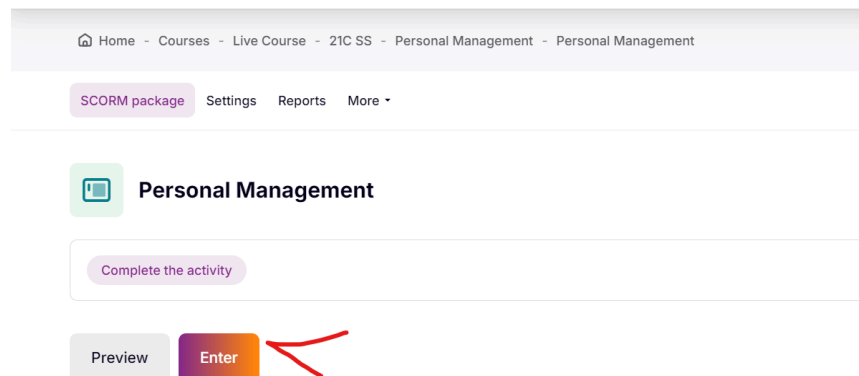 Home - Courses - Live Course - 21C SS - Personal Management - Personal Management
SCORM package Settings Reports More
Personal Management
Complete the activity
Preview Enter